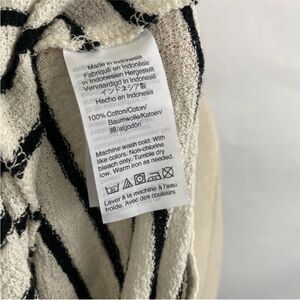 Made in Indonesia
Fabriqué en Indonésie
In Indonesien Hergestelt
Vervaardigd in Indonesië
インドネシア製
Hecho en Indonesia
100% Cotton/Coton/
Baumwolle/Katoen/
綿/algodón
Machine wash cold. With
like colors. Non-chlorine
bleach only. Tumble dry
low. Warm iron as needed.
Laver à la machine à l'eau
froide. Avec des couleurs